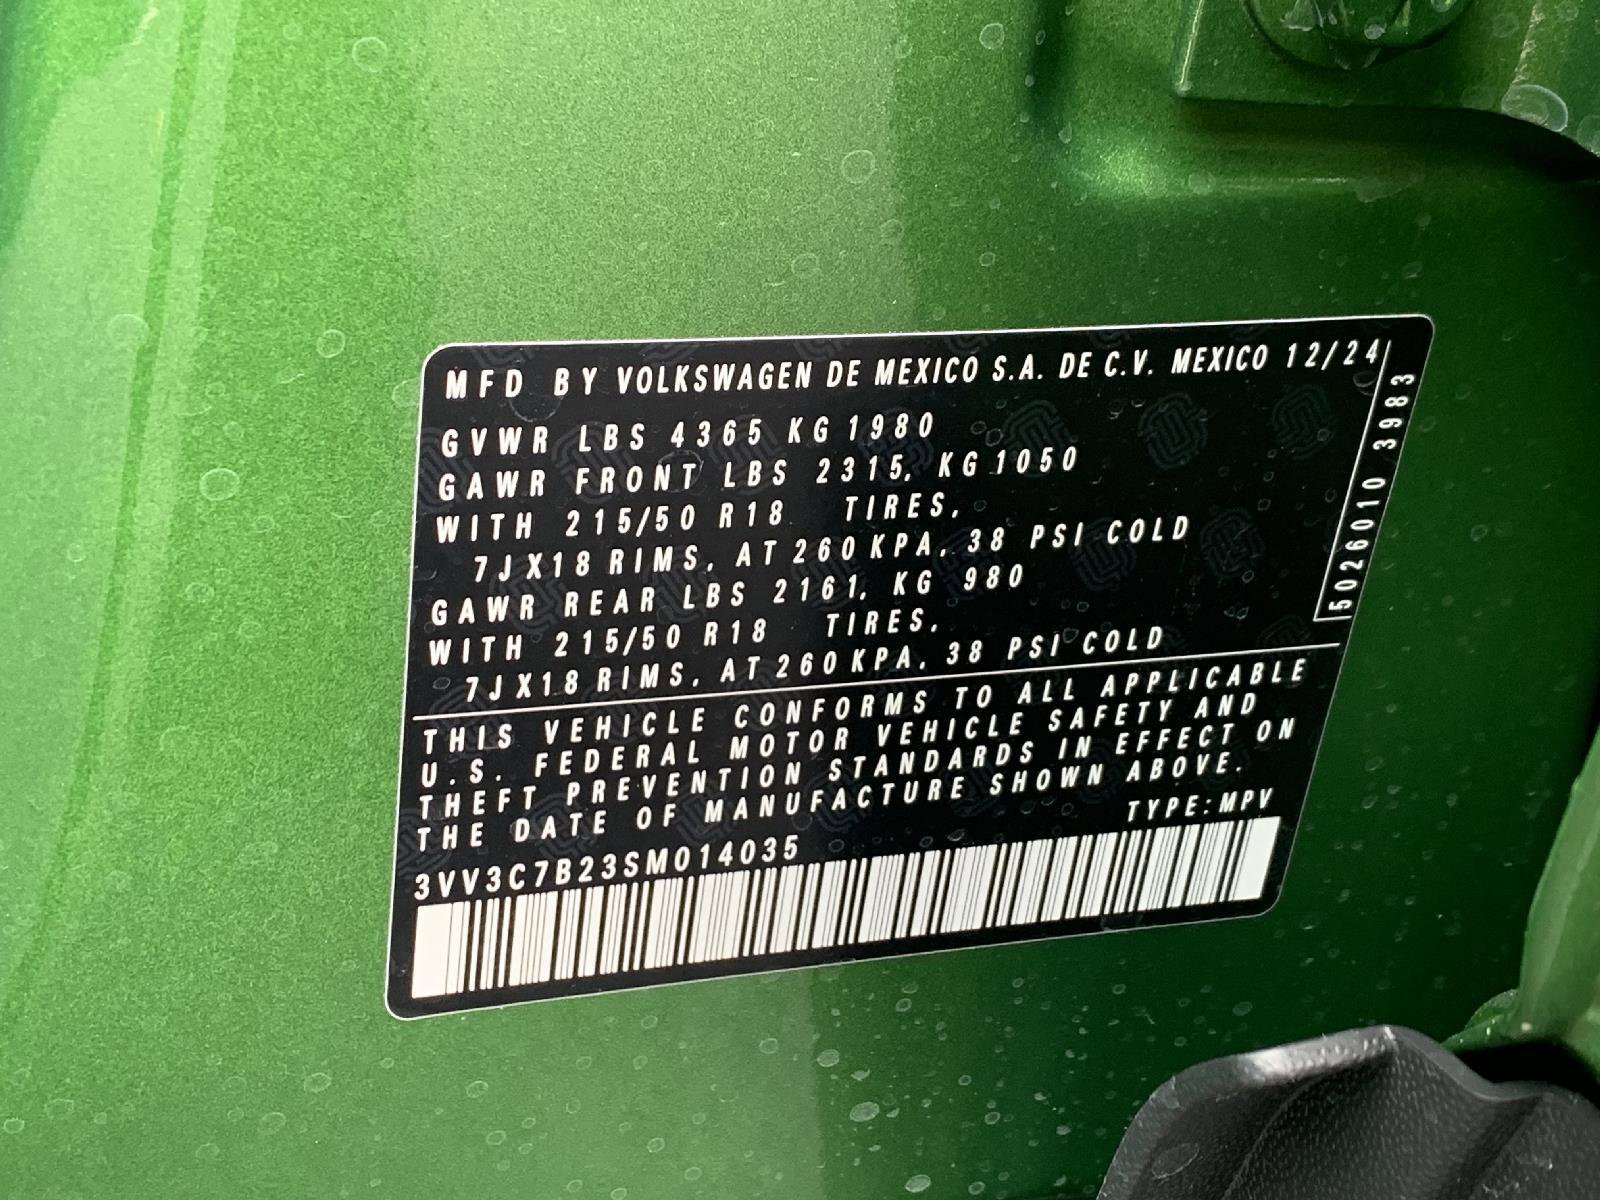 MFD BY VOLKSWAGEN DE MEXICO S.A. DE C.V. MEXICO 12/24
GVWR LBS 4365 KG 1980
GAWR FRONT LBS 2315, KG 1050
WITH 215/50 R18 TIRES,
7JX18 RIMS, AT 260 KPA, 38 PSI COLD
GAWR REAR LBS 2161, KG 980
WITH 215/50 R18 TIRES,
7JX18 RIMS, AT 260 KPA, 38 PSI COLD
5026010 3983
THIS VEHICLE CONFORMS TO ALL APPLICABLE
U.S. FEDERAL MOTOR VEHICLE SAFETY AND
THEFT PREVENTION STANDARDS IN EFFECT ON
THE DATE OF MANUFACTURE SHOWN ABOVE.
TYPE:MPV
3VV3C7B23SM014035